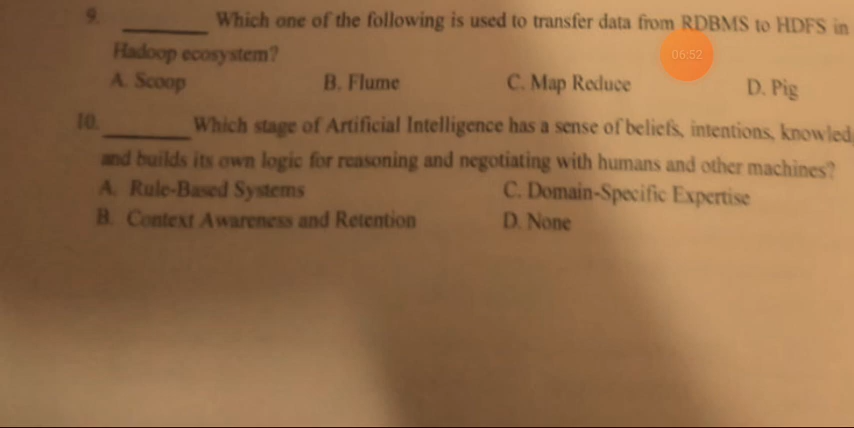 9. ________ Which one of the following is used to transfer data from RDBMS to HDFS in
Hadoop ecosystem?
06:52
A. Scoop B. Flume C. Map Reduce D. Pig
10. ________ Which stage of Artificial Intelligence has a sense of beliefs, intentions, knowled
and builds its own logic for reasoning and negotiating with humans and other machines?
A. Rule-Based Systems C. Domain-Specific Expertise
B. Context Awareness and Retention D. None